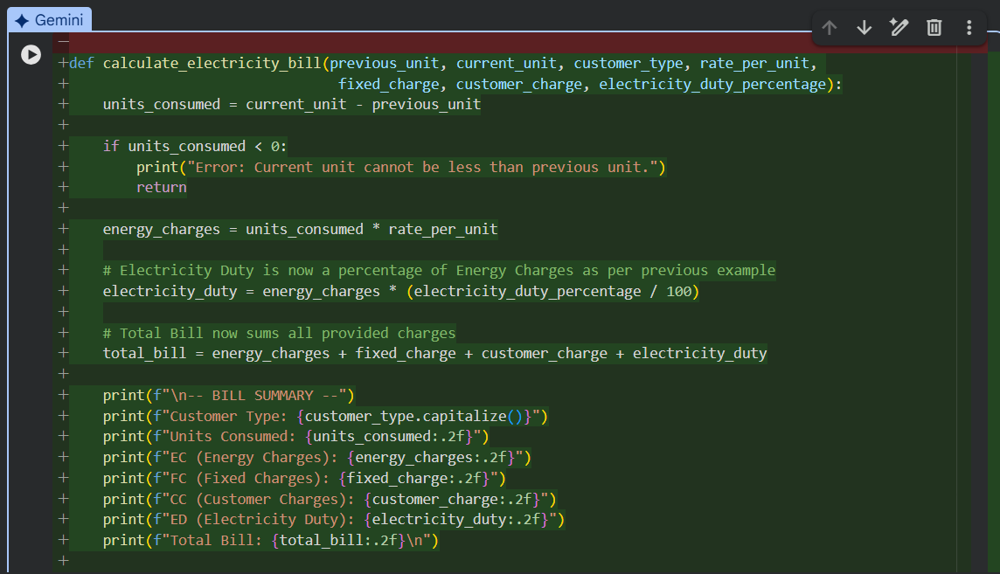 Gemini
−
+def calculate_electricity_bill(previous_unit, current_unit, customer_type, rate_per_unit,
+                                fixed_charge, customer_charge, electricity_duty_percentage):
+    units_consumed = current_unit - previous_unit
+
+    if units_consumed < 0:
+        print("Error: Current unit cannot be less than previous unit.")
+        return
+
+    energy_charges = units_consumed * rate_per_unit
+
+    # Electricity Duty is now a percentage of Energy Charges as per previous example
+    electricity_duty = energy_charges * (electricity_duty_percentage / 100)
+
+    # Total Bill now sums all provided charges
+    total_bill = energy_charges + fixed_charge + customer_charge + electricity_duty
+
+    print(f"\n-- BILL SUMMARY --")
+    print(f"Customer Type: {customer_type.capitalize()}")
+    print(f"Units Consumed: {units_consumed:.2f}")
+    print(f"EC (Energy Charges): {energy_charges:.2f}")
+    print(f"FC (Fixed Charges): {fixed_charge:.2f}")
+    print(f"CC (Customer Charges): {customer_charge:.2f}")
+    print(f"ED (Electricity Duty): {electricity_duty:.2f}")
+    print(f"Total Bill: {total_bill:.2f}\n")
+